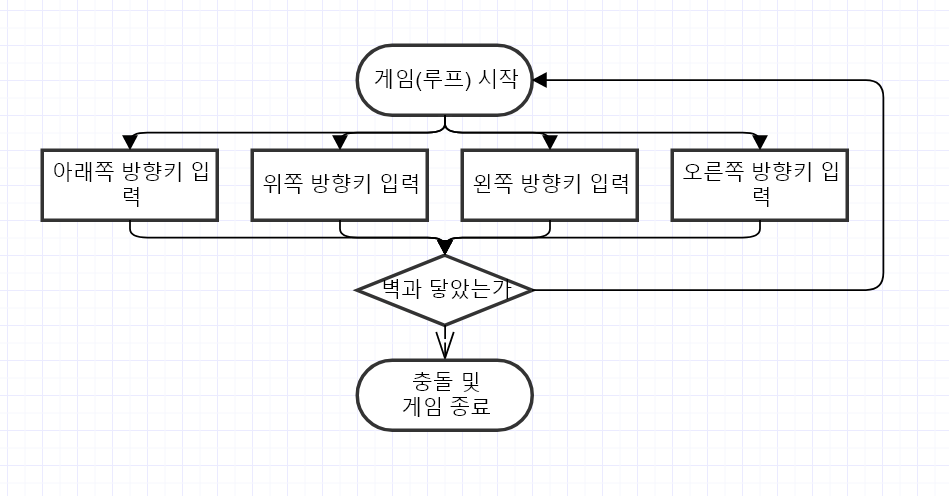 게임(루프) 시작
아래쪽 방향키 입
력
위쪽 방향키 입력
왼쪽 방향키 입력
오른쪽 방향키 입
력
벽과 닿았는가
충돌 및
게임 종료